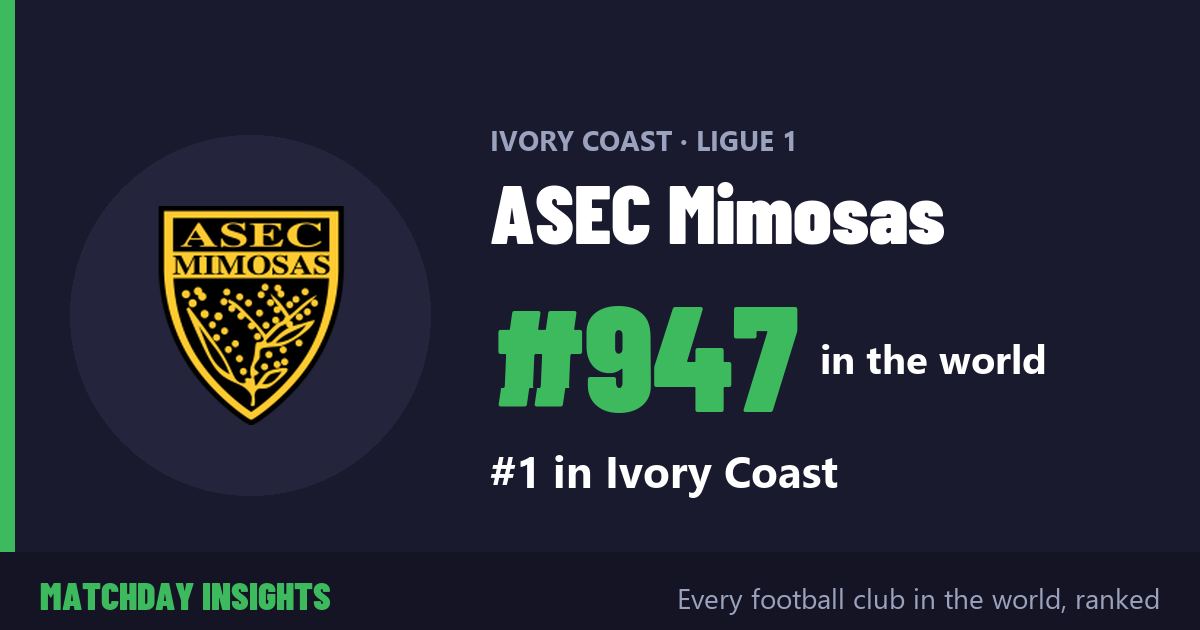 IVORY COAST · LIGUE 1
ASEC Mimosas
ASEC
MIMOSAS
#947 in the world
#1 in Ivory Coast
MATCHDAY INSIGHTS
Every football club in the world, ranked